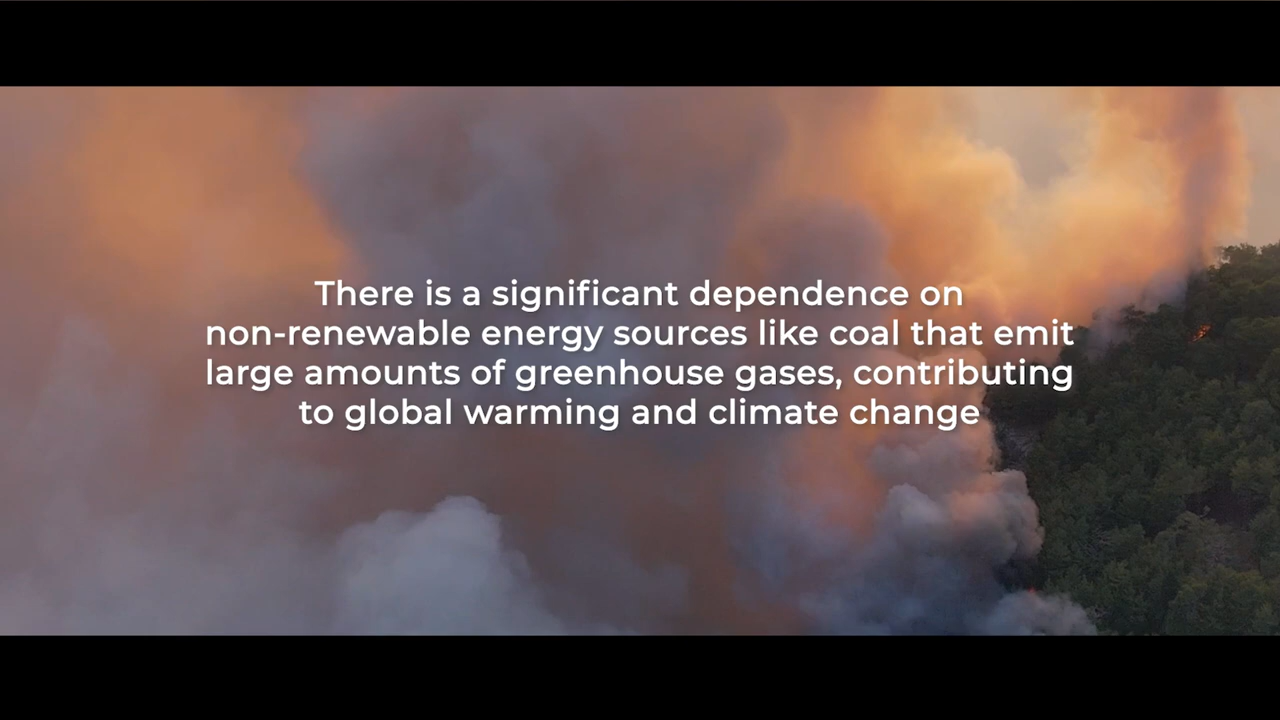 There is a significant dependence on
non-renewable energy sources like coal that emit
large amounts of greenhouse gases, contributing
to global warming and climate change